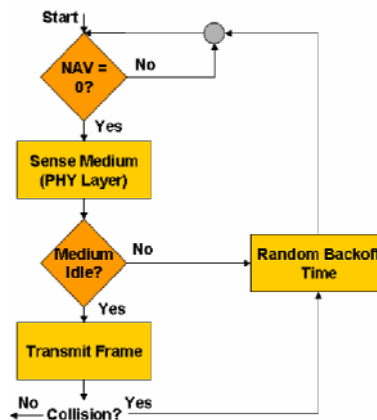 Start
NAV =
0?
No
Yes
Sense Medium
(PHY Layer)
Medium
Idle?
No
Random Backoff
Time
Yes
Transmit Frame
No
Collision?
Yes